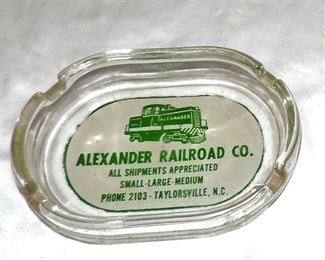 ALEXANDER
ALEXANDER RAILROAD CO.
ALL SHIPMENTS APPRECIATED
SMALL-LARGE-MEDIUM
PHONE 2103 - TAYLORSVILLE, N.C.